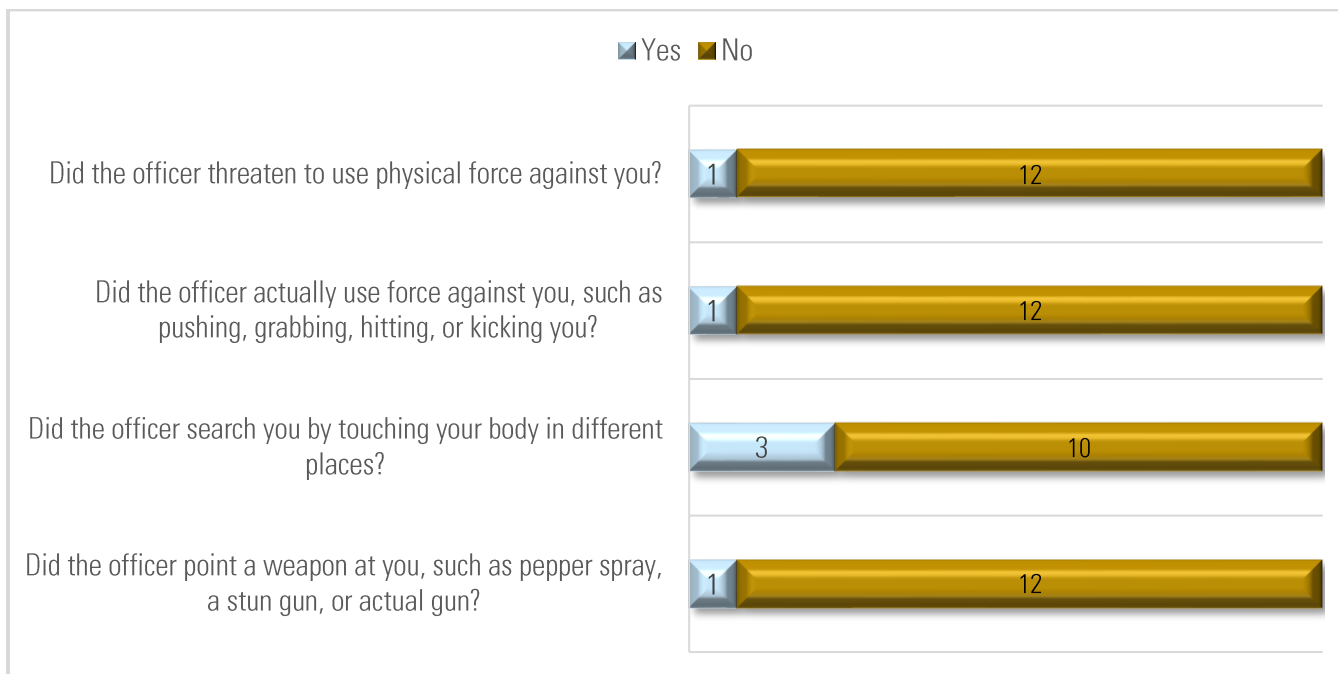 Yes No
Did the officer threaten to use physical force against you?
1 12
Did the officer actually use force against you, such as
pushing, grabbing, hitting, or kicking you?
1 12
Did the officer search you by touching your body in different
places?
3 10
Did the officer point a weapon at you, such as pepper spray,
a stun gun, or actual gun?
1 12